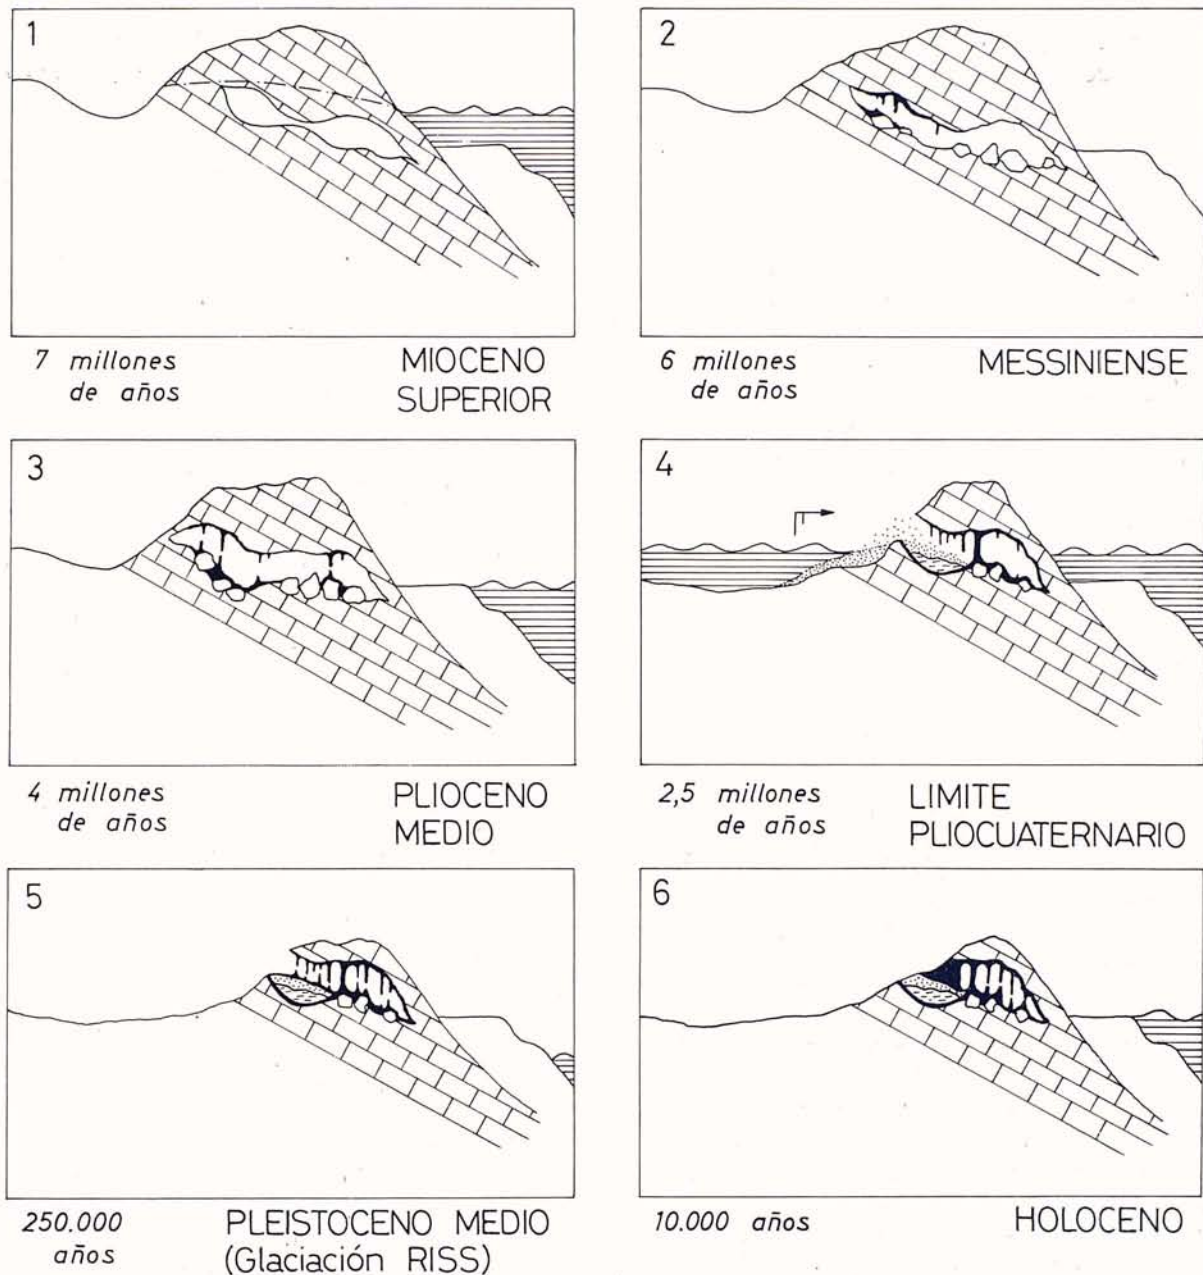 1
7 millones
de años
MIOCENO
SUPERIOR
2
6 millones
de años
MESSINIENSE
3
4 millones
de años
PLIOCENO
MEDIO
4
2,5 millones
de años
LIMITE
PLIOCUATERNARIO
5
250.000
años
PLEISTOCENO MEDIO
(Glaciación RISS)
6
10.000 años
HOLOCENO